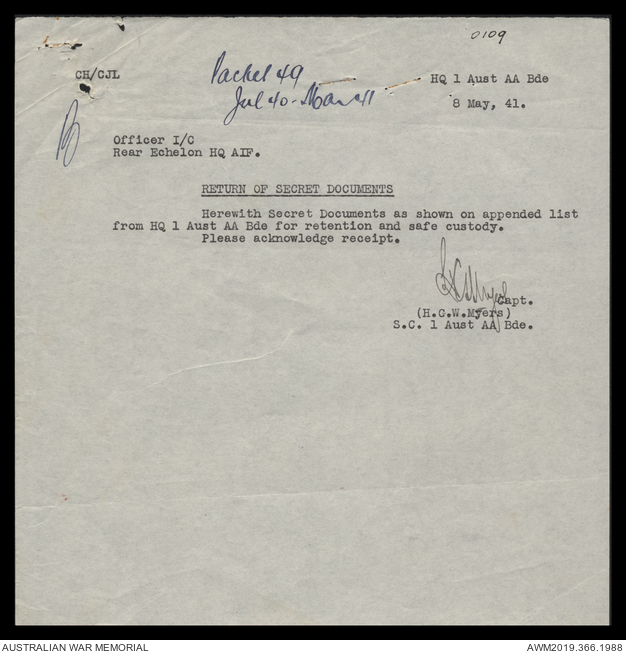 0109
CH/CJL
Packet 49
Jul 40-Mar 41
HQ 1 Aust AA Bde
8 May, 41.
Officer I/C
Rear Echelon HQ AIF.
RETURN OF SECRET DOCUMENTS
Herewith Secret Documents as shown on appended list
from HQ 1 Aust AA Bde for retention and safe custody.
Please acknowledge receipt.
Capt.
(H.G.W.Myers)
S.C. 1 Aust AA Bde.
AUSTRALIAN WAR MEMORIAL
AWM2019.366.1988